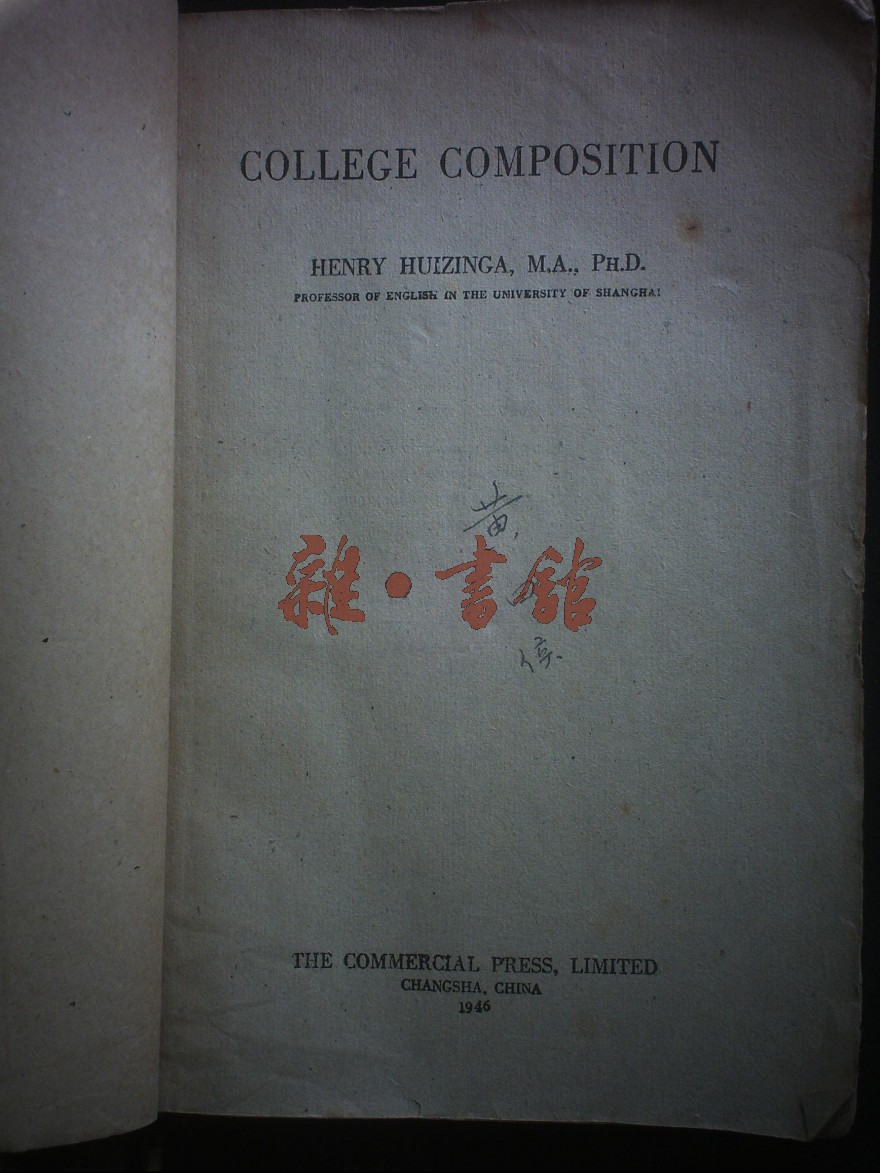 COLLEGE COMPOSITION
HENRY HUIZINGA, M.A., PH.D.
PROFESSOR OF ENGLISH IN THE UNIVERSITY OF SHANGHAI
黄
雜·書館
THE COMMERCIAL PRESS, LIMITED
CHANGSHA, CHINA
1946